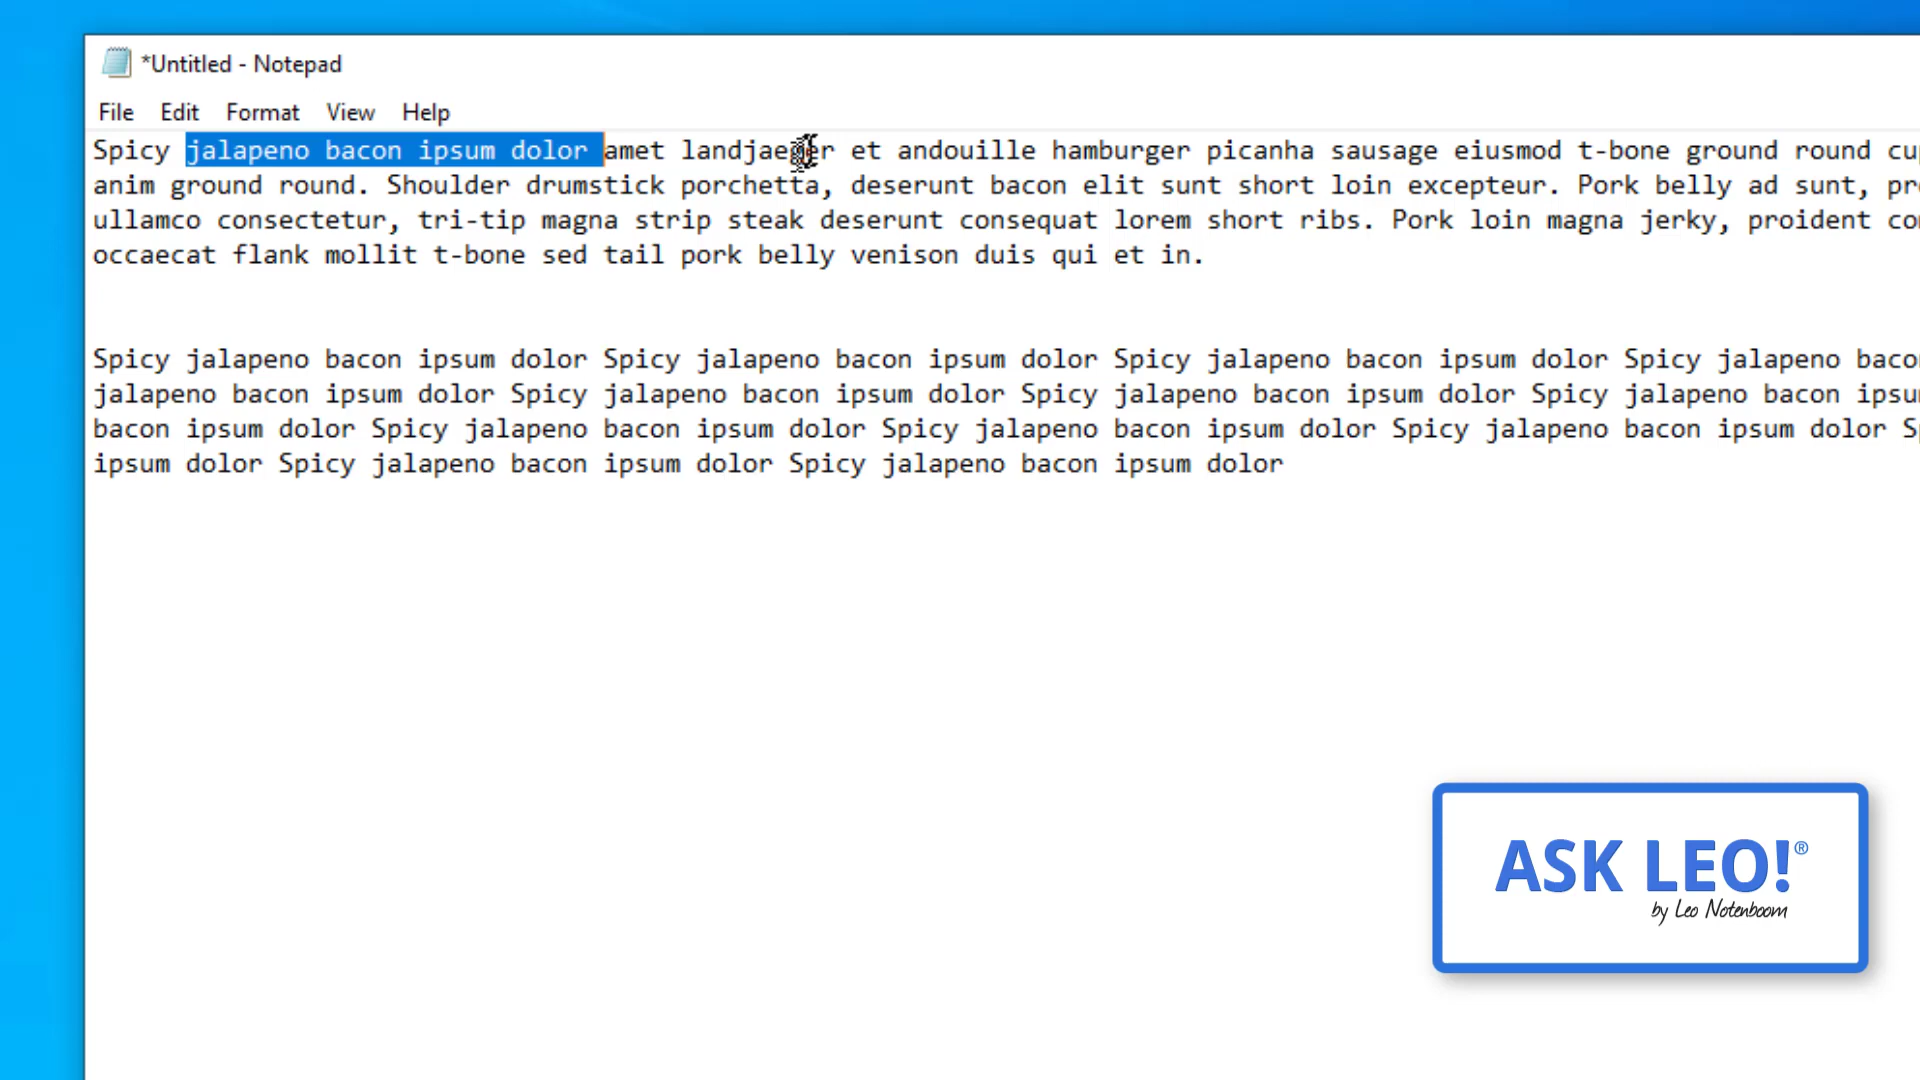 *Untitled - Notepad
File Edit Format View Help
Spicy jalapeno bacon ipsum dolor amet landjaeger et andouille hamburger picanha sausage eiusmod t-bone ground round
anim ground round. Shoulder drumstick porchetta, deserunt bacon elit sunt short loin excepteur. Pork belly ad sunt,
ullamco consectetur, tri-tip magna strip steak deserunt consequat lorem short ribs. Pork loin magna jerky, proident
occaecat flank mollit t-bone sed tail pork belly venison duis qui et in.
Spicy jalapeno bacon ipsum dolor Spicy jalapeno bacon ipsum dolor Spicy jalapeno bacon ipsum dolor Spicy jalapeno
jalapeno bacon ipsum dolor Spicy jalapeno bacon ipsum dolor Spicy jalapeno bacon ipsum dolor Spicy jalapeno bacon
bacon ipsum dolor Spicy jalapeno bacon ipsum dolor Spicy jalapeno bacon ipsum dolor Spicy jalapeno bacon ipsum dolor
ipsum dolor Spicy jalapeno bacon ipsum dolor Spicy jalapeno bacon ipsum dolor
ASK LEO!®
by Leo Notenboom